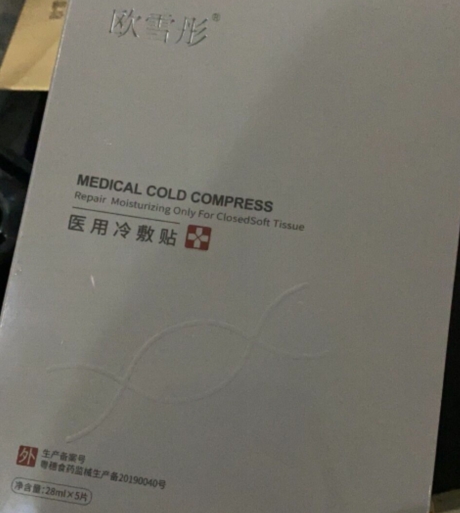 欧雪彤®
MEDICAL COLD COMPRESS
Repair Moisturizing Only For ClosedSoft Tissue
医用冷敷贴
外 生产备案号
粤穗食药监械生产备20190040号
净含量:28ml×5片